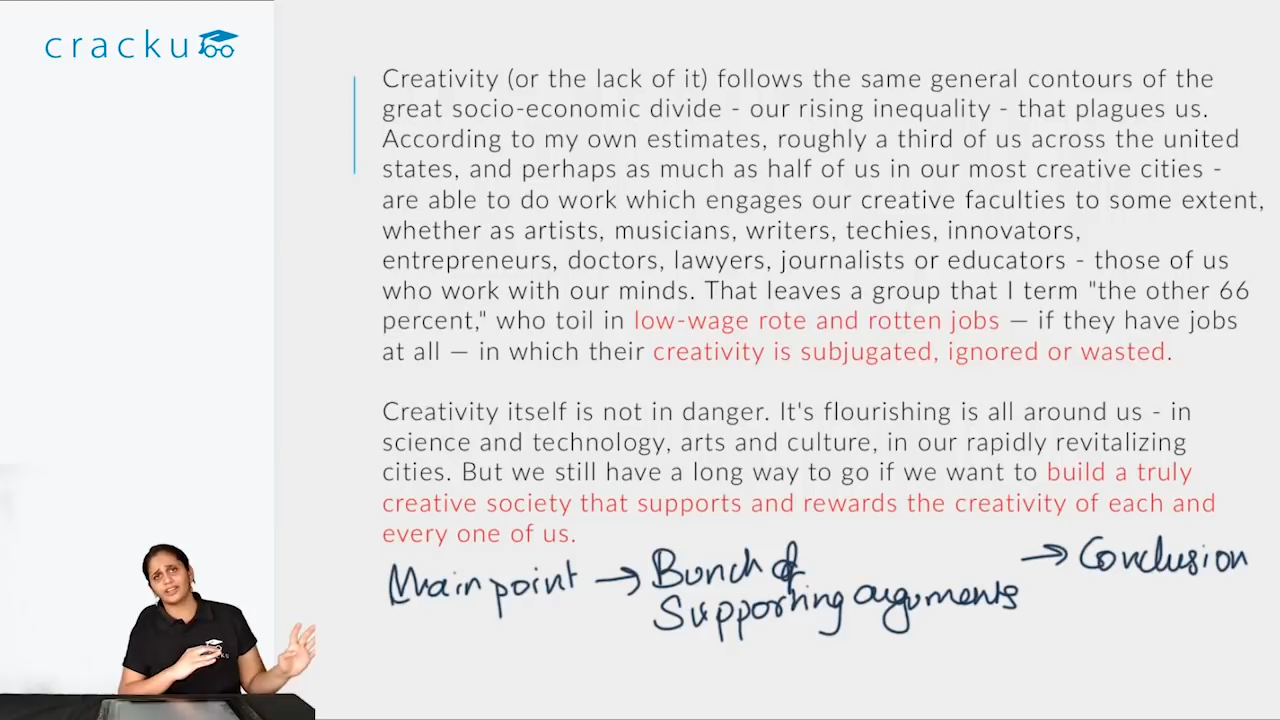 cracku
Creativity (or the lack of it) follows the same general contours of the
great socio-economic divide - our rising inequality - that plagues us.
According to my own estimates, roughly a third of us across the united
states, and perhaps as much as half of us in our most creative cities -
are able to do work which engages our creative faculties to some extent,
whether as artists, musicians, writers, techies, innovators,
entrepreneurs, doctors, lawyers, journalists or educators - those of us
who work with our minds. That leaves a group that I term "the other 66
percent," who toil in low-wage rote and rotten jobs — if they have jobs
at all — in which their creativity is subjugated, ignored or wasted.
Creativity itself is not in danger. It's flourishing is all around us - in
science and technology, arts and culture, in our rapidly revitalizing
cities. But we still have a long way to go if we want to build a truly
creative society that supports and rewards the creativity of each and
every one of us.
Main point → Bunch of
Supporting arguments
→ Conclusion